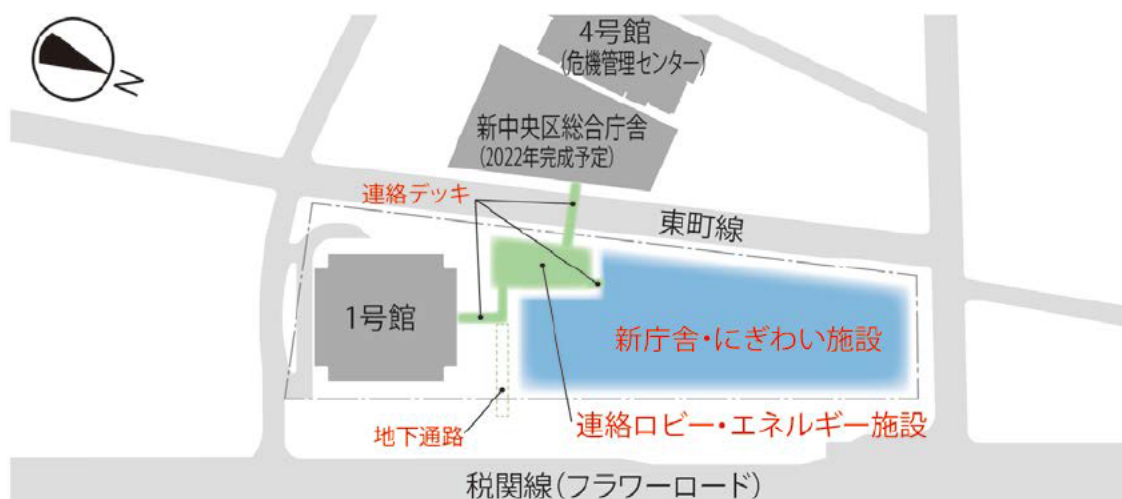 N
4号館
(危機管理センター)
新中央区総合庁舎
(2022年完成予定)
連絡デッキ
東町線
1号館
新庁舎・にぎわい施設
連絡ロビー・エネルギー施設
地下通路
税関線(フラワーロード)